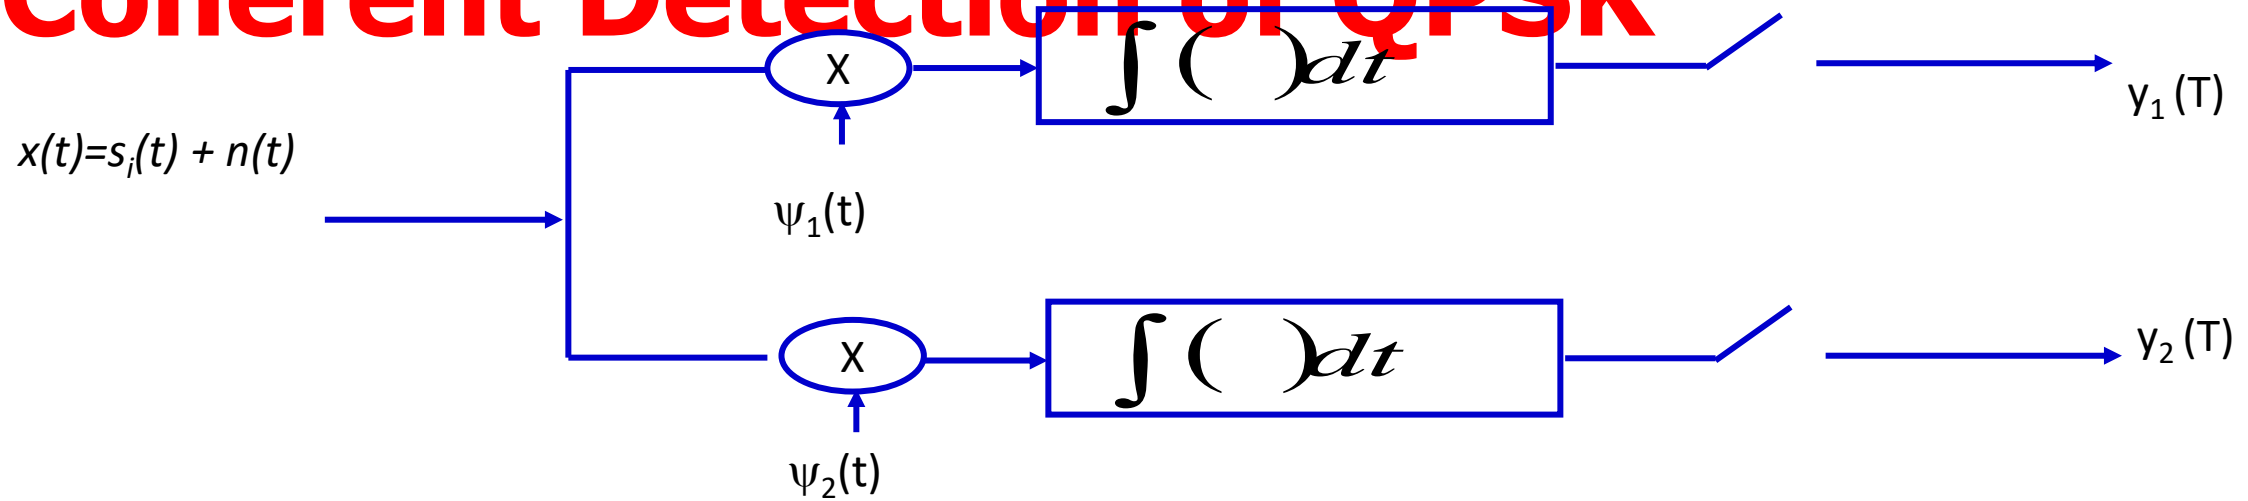 Coherent Detection of QPSK
X
∫ ( )dt
y₁ (T)
x(t)=sᵢ(t) + n(t)
ψ₁(t)
X
∫ ( )dt
y₂ (T)
ψ₂(t)